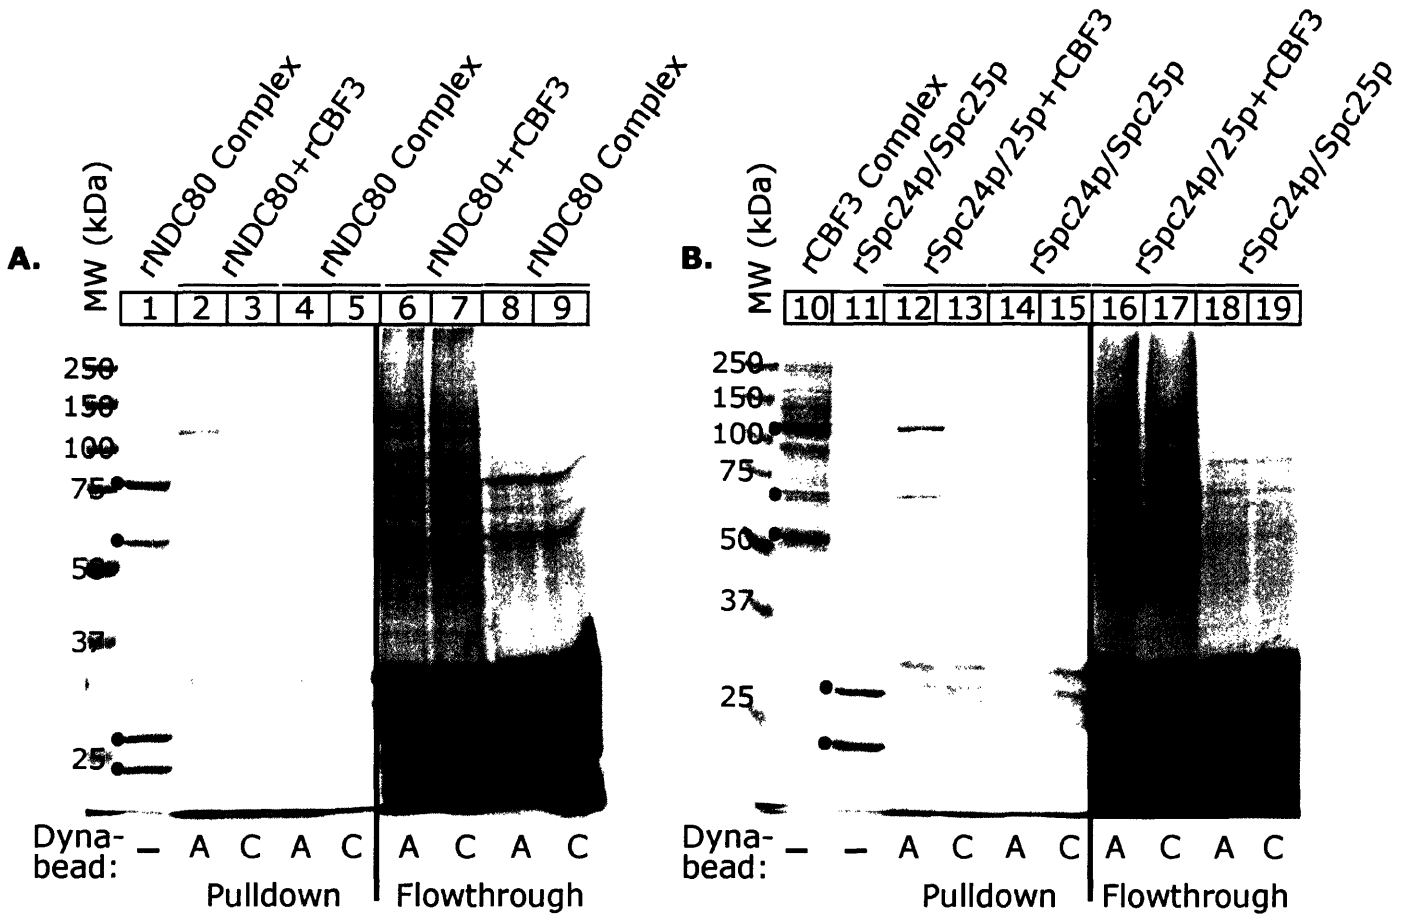 A.
MW (kDa)
rNDC80 Complex
rNDC80+rCBF3
rNDC80 Complex
rNDC80+rCBF3
rNDC80 Complex
1 2 3 4 5 6 7 8 9
250
150
100
75
50
37
25
Dyna-
bead:
– A C A C A C A C
Pulldown Flowthrough
B.
MW (kDa)
rCBF3 Complex
rSpc24p/Spc25p
rSpc24p/25p+rCBF3
rSpc24p/Spc25p
rSpc24p/25p+rCBF3
rSpc24p/Spc25p
10 11 12 13 14 15 16 17 18 19
250
150
100
75
50
37
25
Dyna-
bead:
– – A C A C A C A C
Pulldown Flowthrough